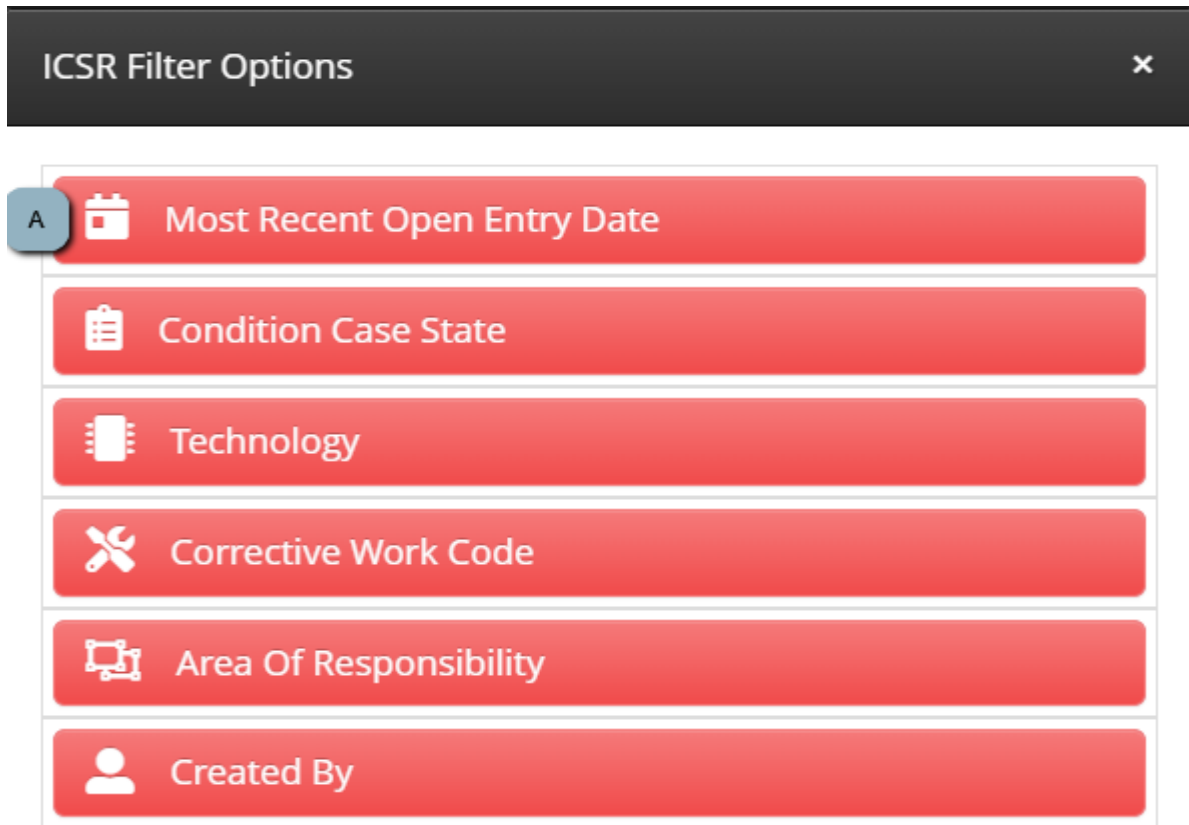 ICSR Filter Options ×
A Most Recent Open Entry Date
Condition Case State
Technology
Corrective Work Code
Area Of Responsibility
Created By